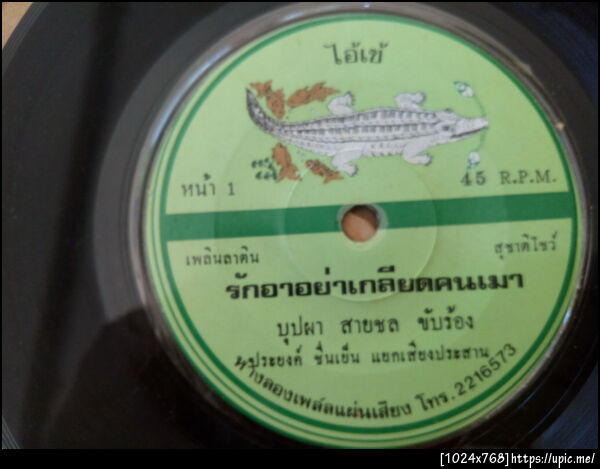 ไอ้เข้
หน้า 1
45 R.P.M.
เพลินลาติน
สุชาติโชว์
รักอาอย่าเกลียดคนเมา
บุปผา สายชล ขับร้อง
ประยงค์ ชื่นเย็น แยกเสียงประสาน
ห้างลองเพล์ลแผ่นเสียง โทร. 2216573
[1024x768]https://upic.me/